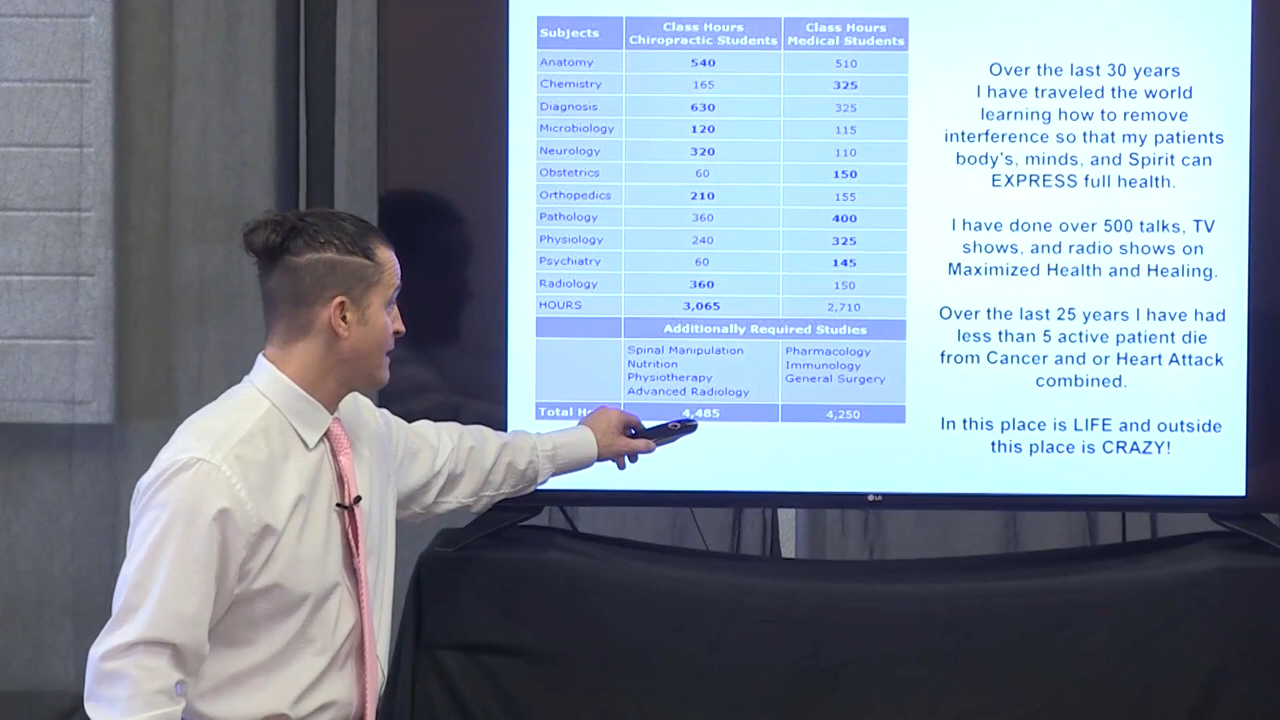 Subjects Class Hours Chiropractic Students Class Hours Medical Students
Anatomy 540 510
Chemistry 165 325
Diagnosis 630 325
Microbiology 120 115
Neurology 320 110
Obstetrics 60 150
Orthopedics 210 155
Pathology 360 400
Physiology 240 325
Psychiatry 60 145
Radiology 360 150
HOURS 3,065 2,710
Additionally Required Studies
Spinal Manipulation Pharmacology
Nutrition Immunology
Physiotherapy General Surgery
Advanced Radiology
Total 4,485 4,250
Over the last 30 years
I have traveled the world
learning how to remove
interference so that my patients
body's, minds, and Spirit can
EXPRESS full health.
I have done over 500 talks, TV
shows, and radio shows on
Maximized Health and Healing.
Over the last 25 years I have had
less than 5 active patient die
from Cancer and or Heart Attack
combined.
In this place is LIFE and outside
this place is CRAZY!
LG